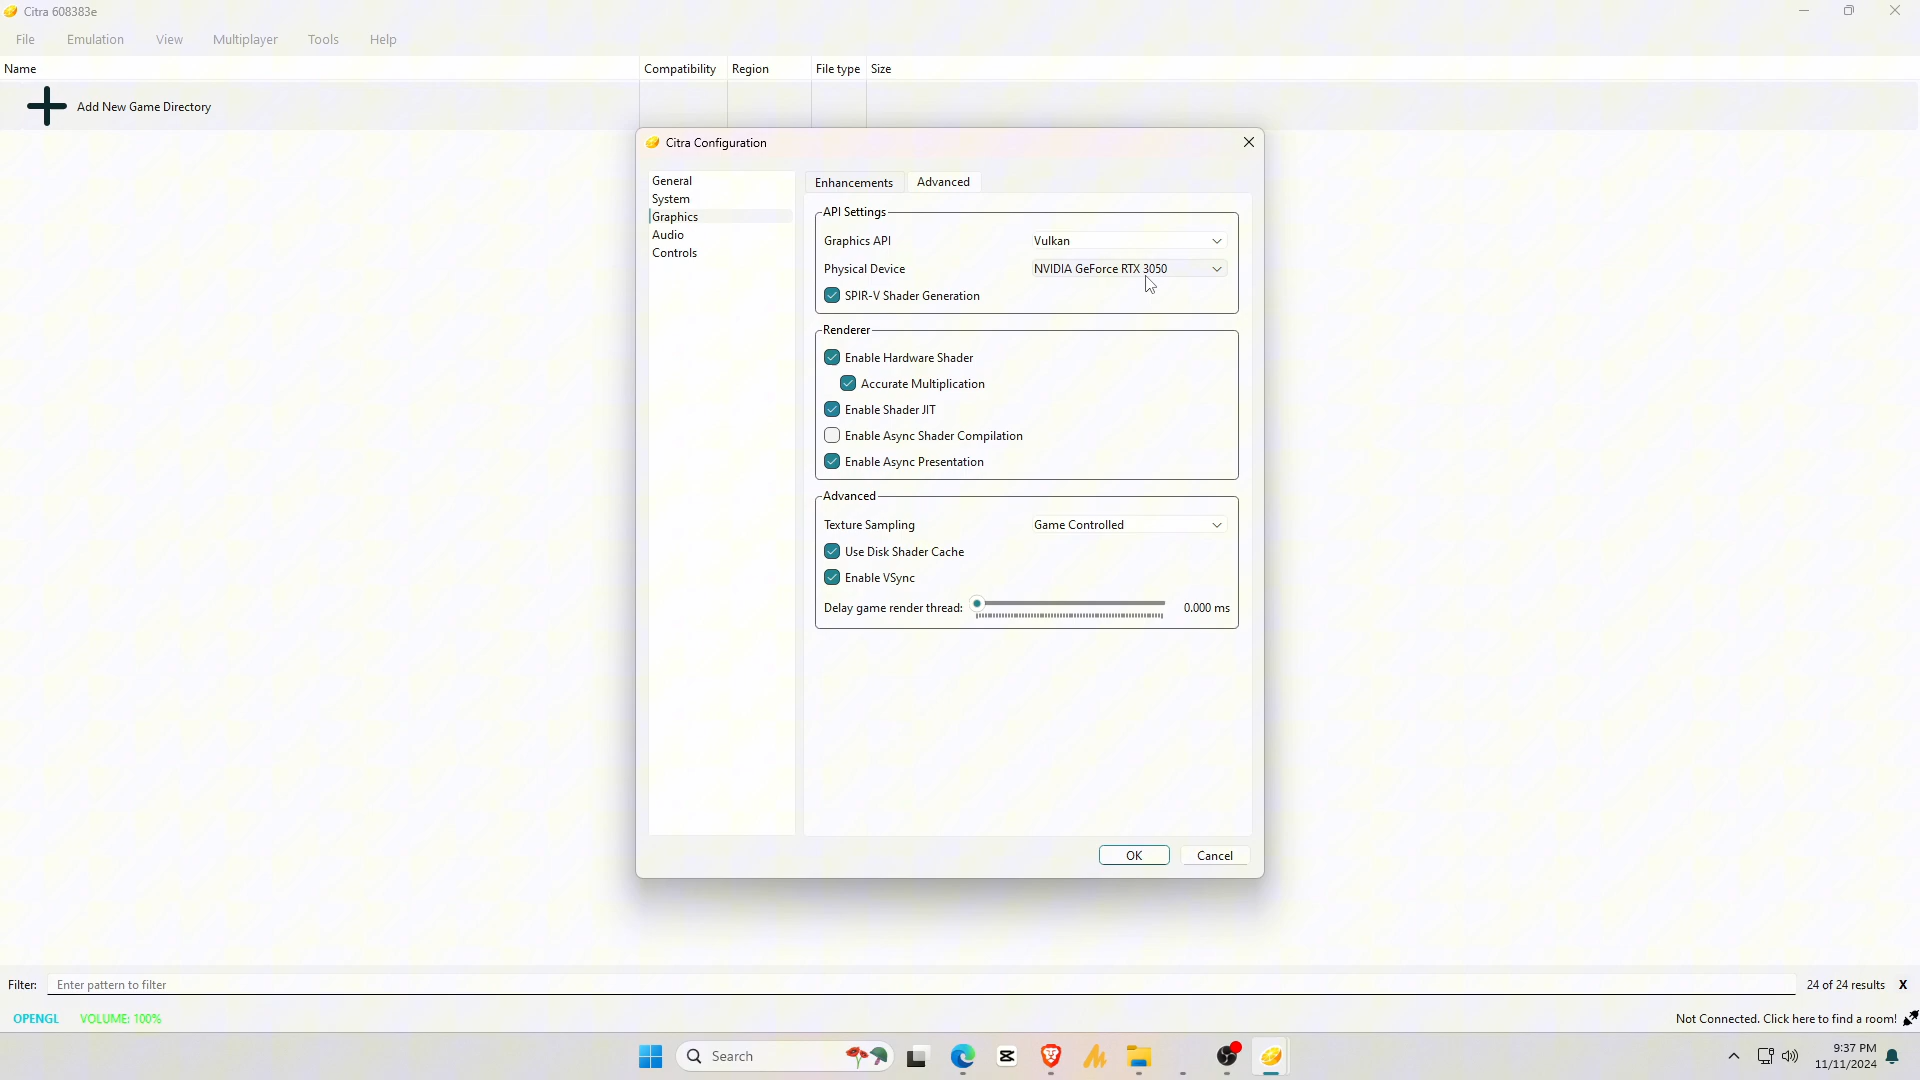 Citra 608383e
File Emulation View Multiplayer Tools Help
Name Compatibility Region File type Size
Add New Game Directory
Citra Configuration
General
System
Graphics
Audio
Controls
Enhancements Advanced
API Settings
Graphics API Vulkan
Physical Device NVIDIA GeForce RTX 3050
SPIR-V Shader Generation
Renderer
Enable Hardware Shader
Accurate Multiplication
Enable Shader JIT
Enable Async Shader Compilation
Enable Async Presentation
Advanced
Texture Sampling Game Controlled
Use Disk Shader Cache
Enable VSync
Delay game render thread: 0.000 ms
OK Cancel
Filter: Enter pattern to filter 24 of 24 results X
OPENGL VOLUME: 100% Not Connected. Click here to find a room!
Search
9:37 PM
11/11/2024